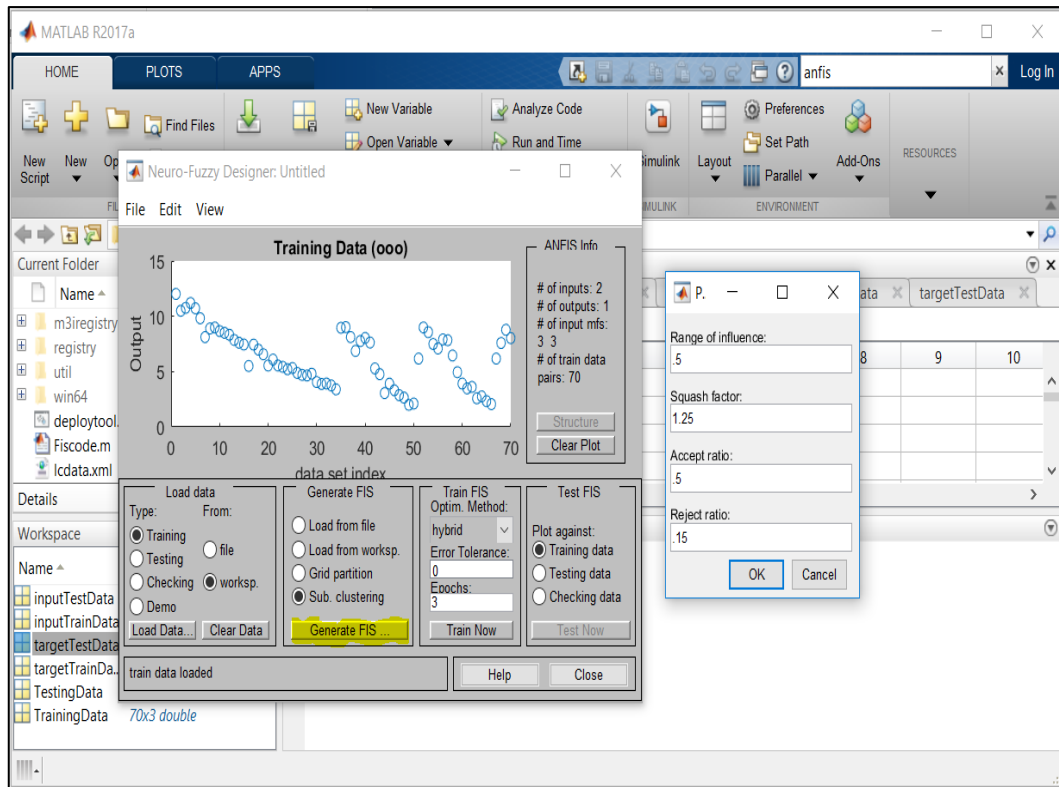 MATLAB R2017a
HOME PLOTS APPS
anfis
Log In
New Script
New
Find Files
New Variable
Open Variable
Analyze Code
Run and Time
Simulink
Layout
Preferences
Set Path
Parallel
Add-Ons
RESOURCES
ENVIRONMENT
Current Folder
Name
m3iregistry
registry
util
win64
deploytool.
Fiscode.m
lcdata.xml
Details
Workspace
Name
inputTestData
inputTrainData
targetTestData
targetTrainDa...
TestingData
TrainingData 70x3 double
targetTestData
8 9 10
Neuro-Fuzzy Designer: Untitled
File Edit View
Training Data (ooo)
Output
15
10
5
0
0 10 20 30 40 50 60 70
data set index
ANFIS Info
# of inputs: 2
# of outputs: 1
# of input mfs:
3 3
# of train data
pairs: 70
Structure
Clear Plot
Load data
Type: From:
Training
Testing
Checking
Demo
file
worksp.
Load Data... Clear Data
Generate FIS
Load from file
Load from worksp.
Grid partition
Sub. clustering
Generate FIS ...
Train FIS
Optim. Method:
hybrid
Error Tolerance:
0
Epochs:
3
Train Now
Test FIS
Plot against:
Training data
Testing data
Checking data
Test Now
train data loaded
Help Close
P.
Range of influence:
.5
Squash factor:
1.25
Accept ratio:
.5
Reject ratio:
.15
OK Cancel